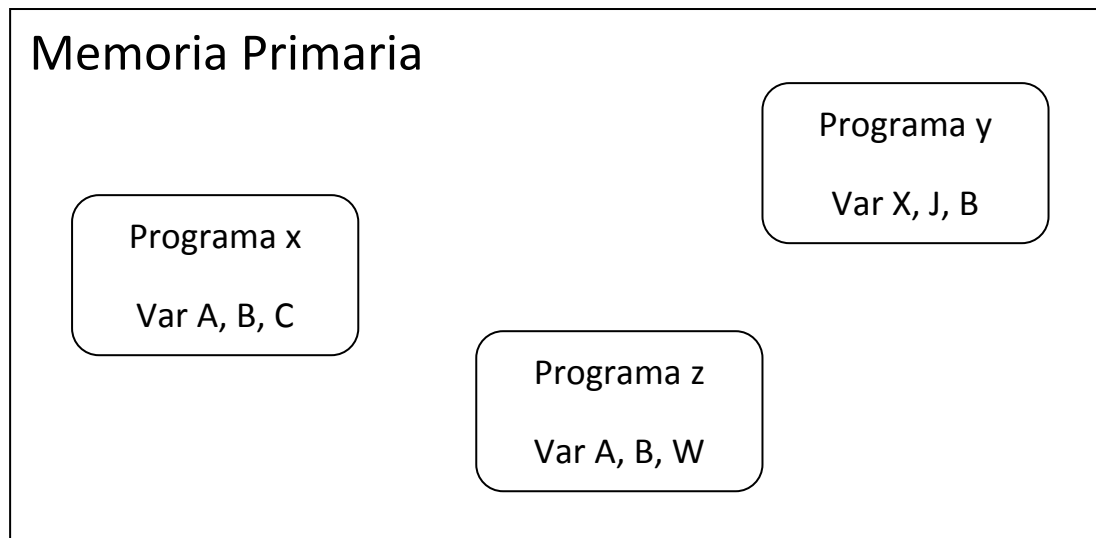 Memoria Primaria
Programa y
Var X, J, B
Programa x
Var A, B, C
Programa z
Var A, B, W